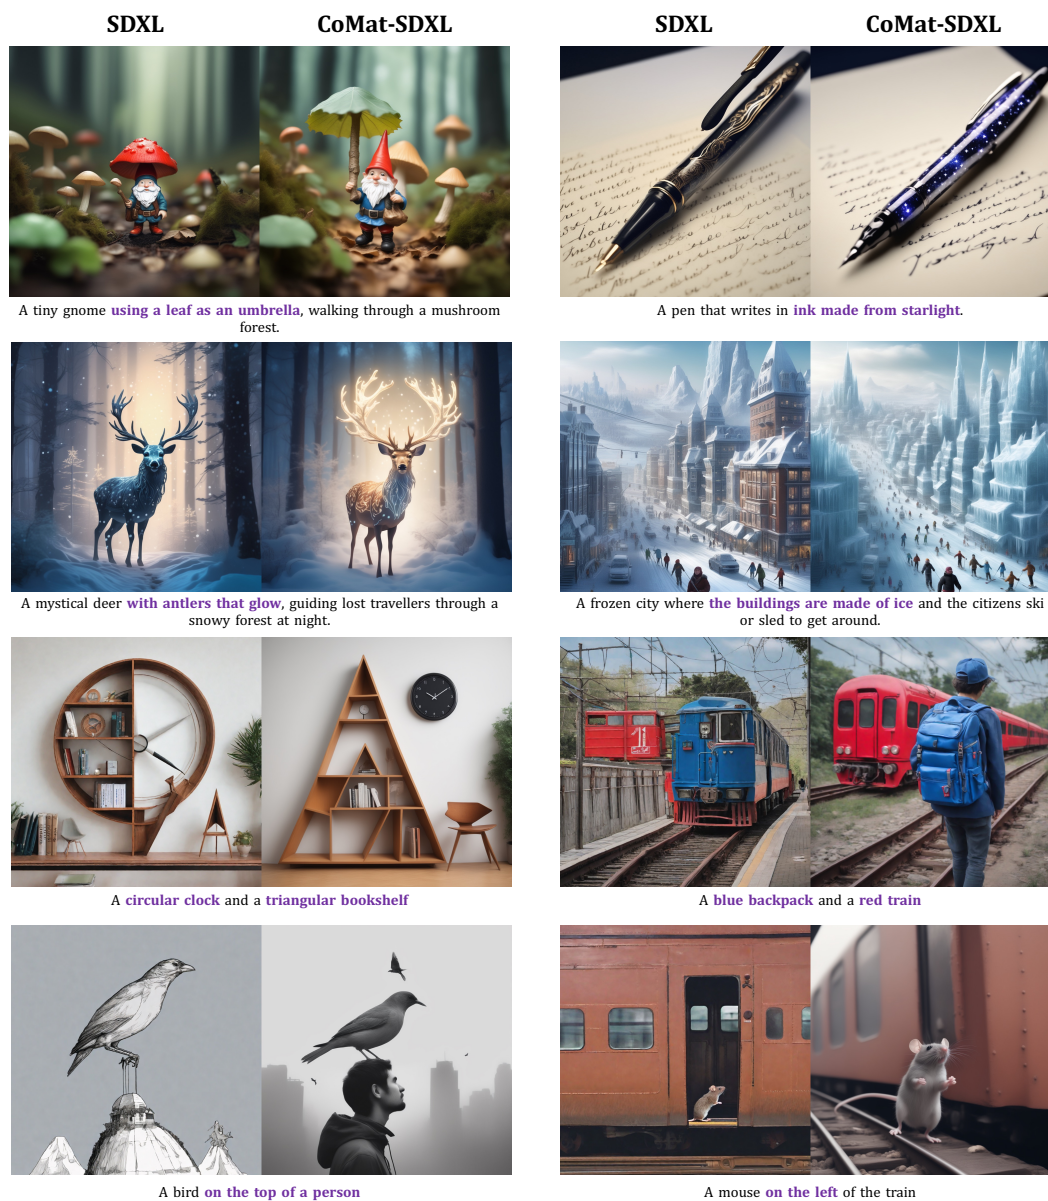 SDXL
CoMat-SDXL
SDXL
CoMat-SDXL
A tiny gnome using a leaf as an umbrella, walking through a mushroom
forest.
A pen that writes in ink made from starlight.
A mystical deer with antlers that glow, guiding lost travellers through a
snowy forest at night.
A frozen city where the buildings are made of ice and the citizens ski
or sled to get around.
A circular clock and a triangular bookshelf
A blue backpack and a red train
A bird on the top of a person
A mouse on the left of the train